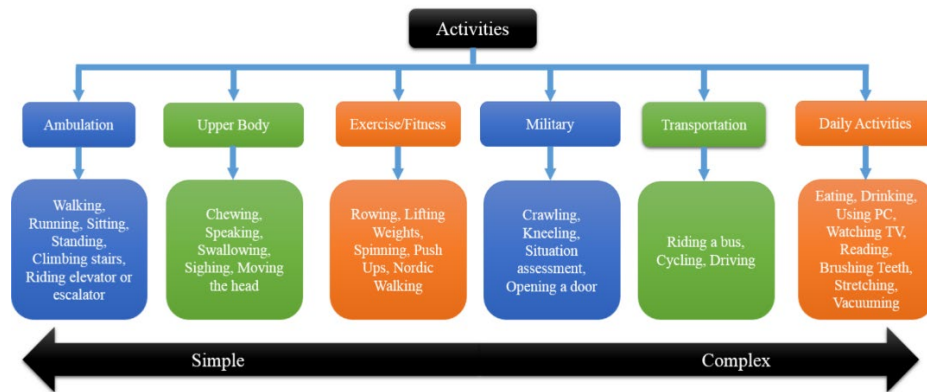 Activities
Ambulation
Upper Body
Exercise/Fitness
Military
Transportation
Daily Activities
Walking,
Running, Sitting,
Standing,
Climbing stairs,
Riding elevator or
escalator
Chewing,
Speaking,
Swallowing,
Sighing, Moving
the head
Rowing, Lifting
Weights,
Spinning, Push
Ups, Nordic
Walking
Crawling,
Kneeling,
Situation
assessment,
Opening a door
Riding a bus,
Cycling, Driving
Eating, Drinking,
Using PC,
Watching TV,
Reading,
Brushing Teeth,
Stretching,
Vacuuming
Simple
Complex